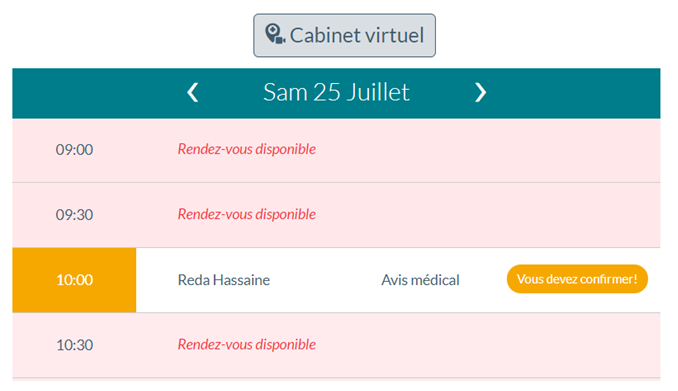 Cabinet virtuel
Sam 25 Juillet
09:00 Rendez-vous disponible
09:30 Rendez-vous disponible
10:00 Reda Hassaine Avis médical Vous devez confirmer!
10:30 Rendez-vous disponible